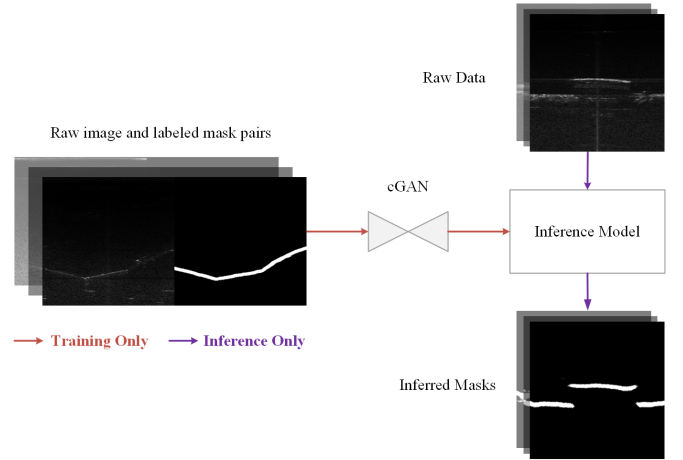 Raw Data
Raw image and labeled mask pairs
cGAN
Inference Model
Training Only
Inference Only
Inferred Masks